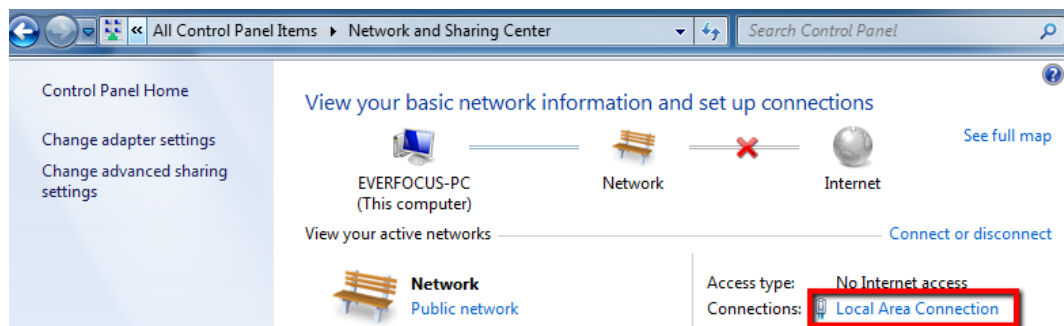 « All Control Panel Items ▸ Network and Sharing Center
Search Control Panel
Control Panel Home
Change adapter settings
Change advanced sharing
settings
View your basic network information and set up connections
See full map
EVERFOCUS-PC
(This computer)
Network
Internet
View your active networks
Connect or disconnect
Network
Public network
Access type: No Internet access
Connections: Local Area Connection